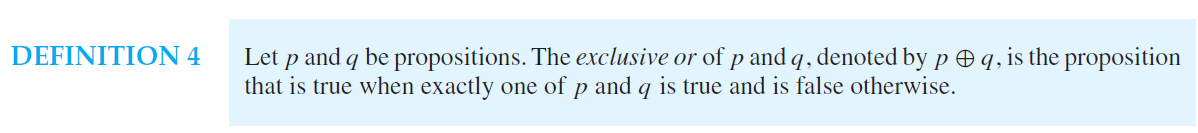 DEFINITION 4 Let p and q be propositions. The exclusive or of p and q, denoted by p ⊕ q, is the proposition
that is true when exactly one of p and q is true and is false otherwise.